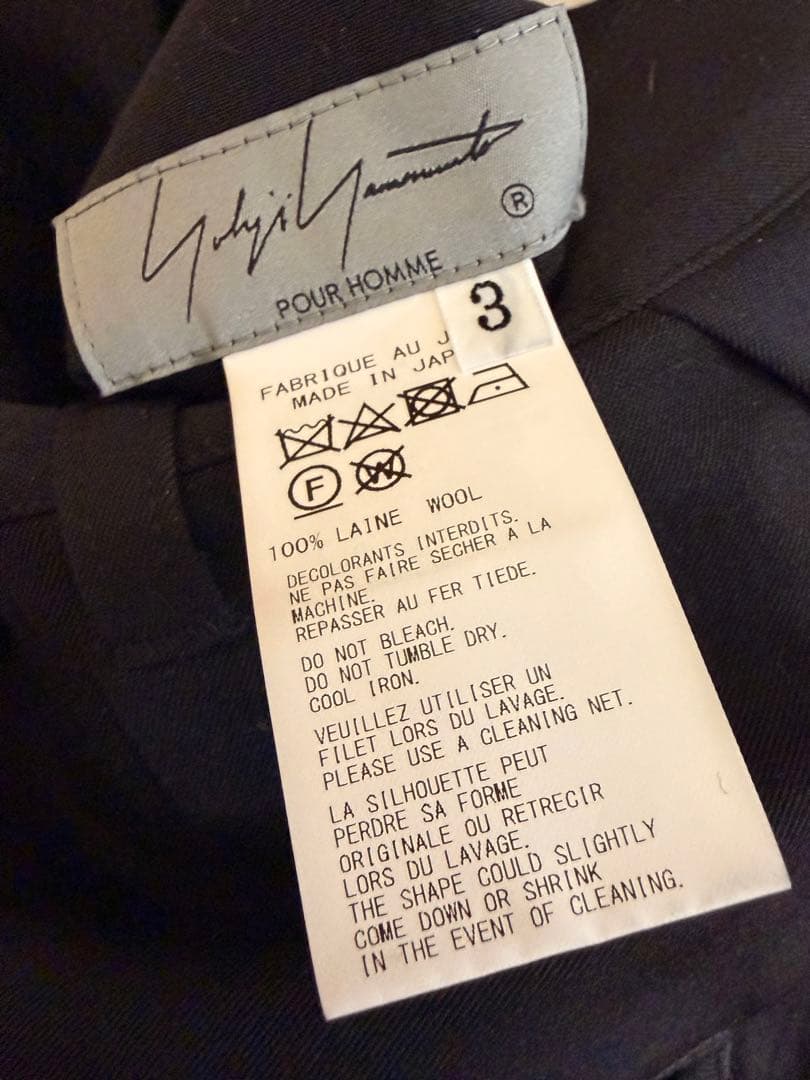 Yohji Yamamoto
®
POUR HOMME
3
FABRIQUE AU J
MADE IN JAP
F
W
100% LAINE WOOL
DECOLORANTS INTERDITS.
NE PAS FAIRE SECHER A LA
MACHINE.
REPASSER AU FER TIEDE.
DO NOT BLEACH.
DO NOT TUMBLE DRY.
COOL IRON.
VEUILLEZ UTILISER UN
FILET LORS DU LAVAGE.
PLEASE USE A CLEANING NET.
LA SILHOUETTE PEUT
PERDRE SA FORME
ORIGINALE OU RETRECIR
LORS DU LAVAGE.
THE SHAPE COULD SLIGHTLY
COME DOWN OR SHRINK
IN THE EVENT OF CLEANING.